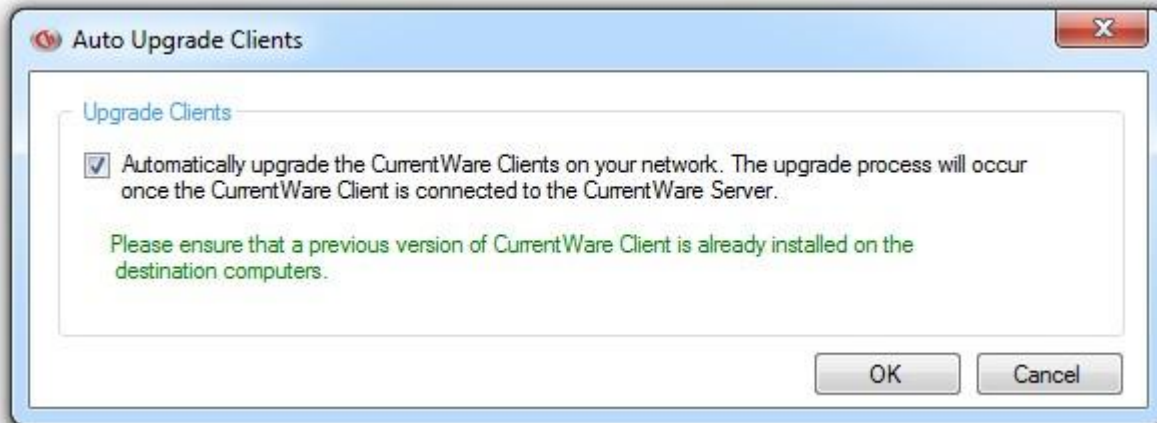 Auto Upgrade Clients
Upgrade Clients
Automatically upgrade the CurrentWare Clients on your network. The upgrade process will occur
once the CurrentWare Client is connected to the CurrentWare Server.
Please ensure that a previous version of CurrentWare Client is already installed on the
destination computers.
OK Cancel